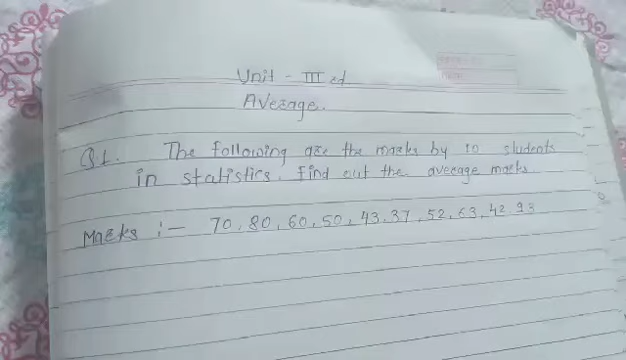 Unit - III rd
Average.
Q1. The following are the marks by 10 students
in statistics. find out the average marks
Marks :- 70, 80, 60, 50, 43, 37, 52, 63, 42, 93